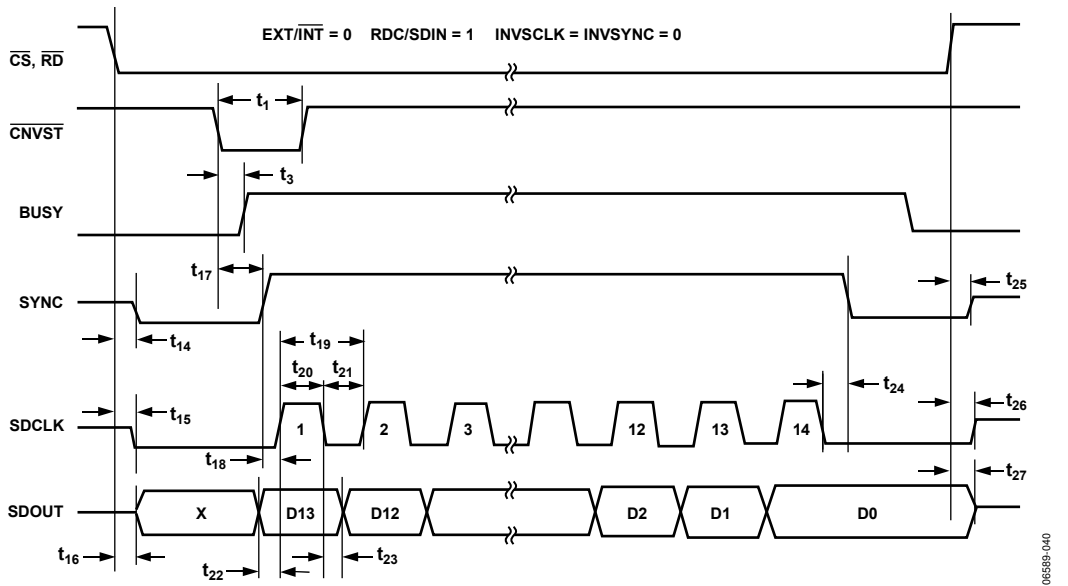 EXT/INT = 0 RDC/SDIN = 1 INVSCLK = INVSYNC = 0
CS, RD
t1
CNVST
t3
BUSY
t17
SYNC
t25
t14
t19
t20 t21
t24
t15
t26
SDCLK
1 2 3 12 13 14
t18
t27
SDOUT
X D13 D12 D2 D1 D0
t16
t22
t23
06589-040